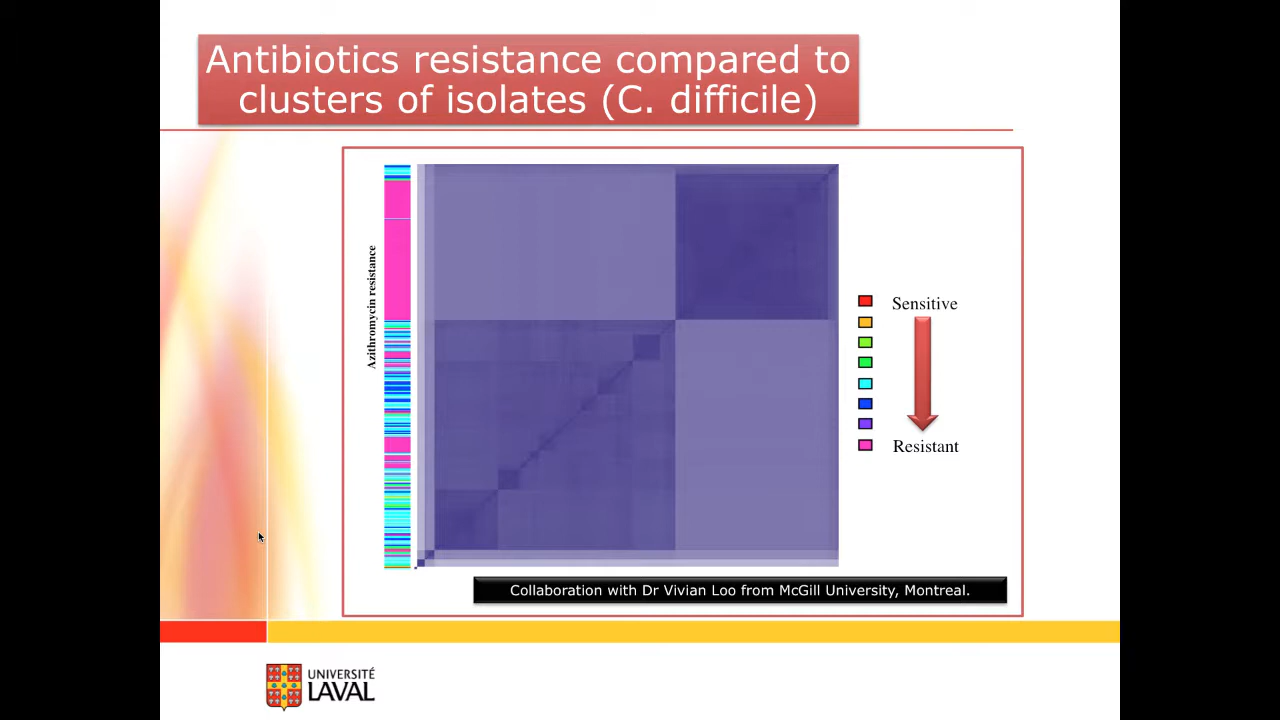 Antibiotics resistance compared to
clusters of isolates (C. difficile)
Azithromycin resistance
Sensitive
Resistant
Collaboration with Dr Vivian Loo from McGill University, Montreal.
UNIVERSITÉ
LAVAL